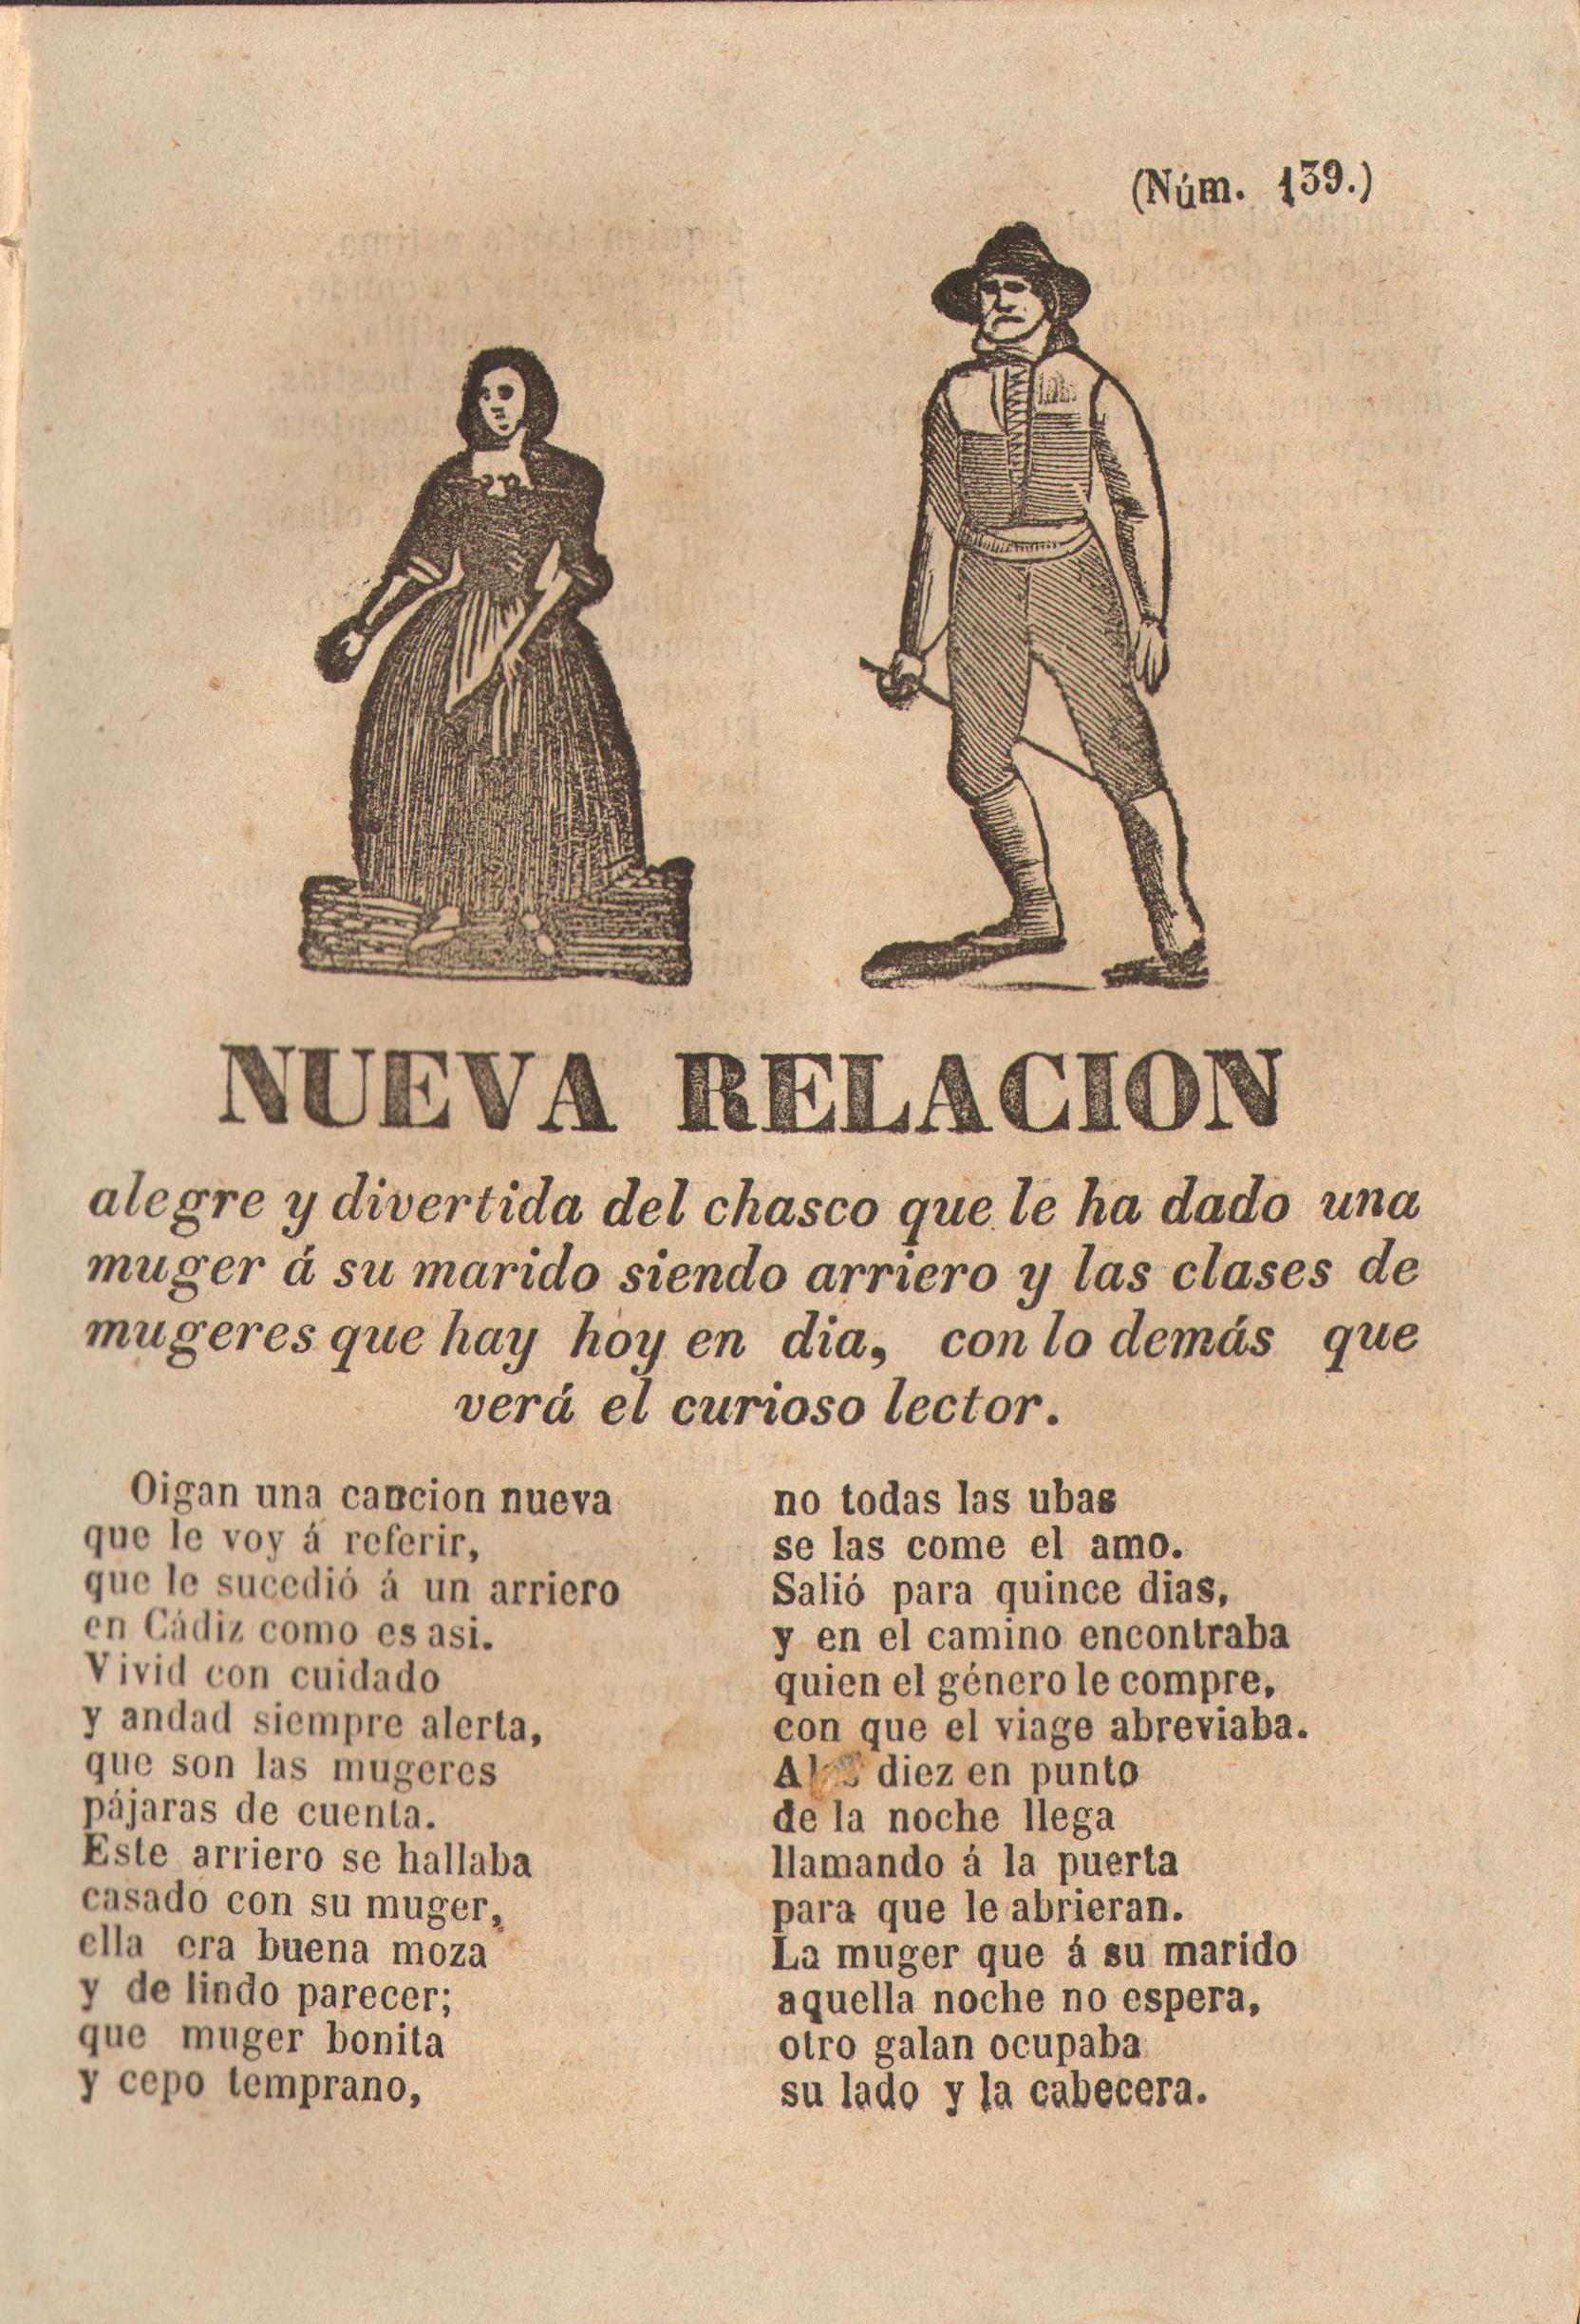 (Núm. 139.)
NUEVA RELACION
alegre y divertida del chasco que le ha dado una
muger á su marido siendo arriero y las clases de
mugeres que hay hoy en dia, con lo demás que
verá el curioso lector.
Oigan una cancion nueva
que le voy á referir,
que le sucedió á un arriero
en Cádiz como es asi.
Vivid con cuidado
y andad siempre alerta,
que son las mugeres
pájaras de cuenta.
Este arriero se hallaba
casado con su muger,
ella era buena moza
y de lindo parecer;
que muger bonita
y cepo temprano,
no todas las ubas
se las come el amo.
Salió para quince dias,
y en el camino encontraba
quien el género le compre,
con que el viage abreviaba.
diez en punto
de la noche llega
llamando á la puerta
para que le abrieran.
La muger que á su marido
aquella noche no espera,
otro galan ocupaba
su lado y la cabecera.